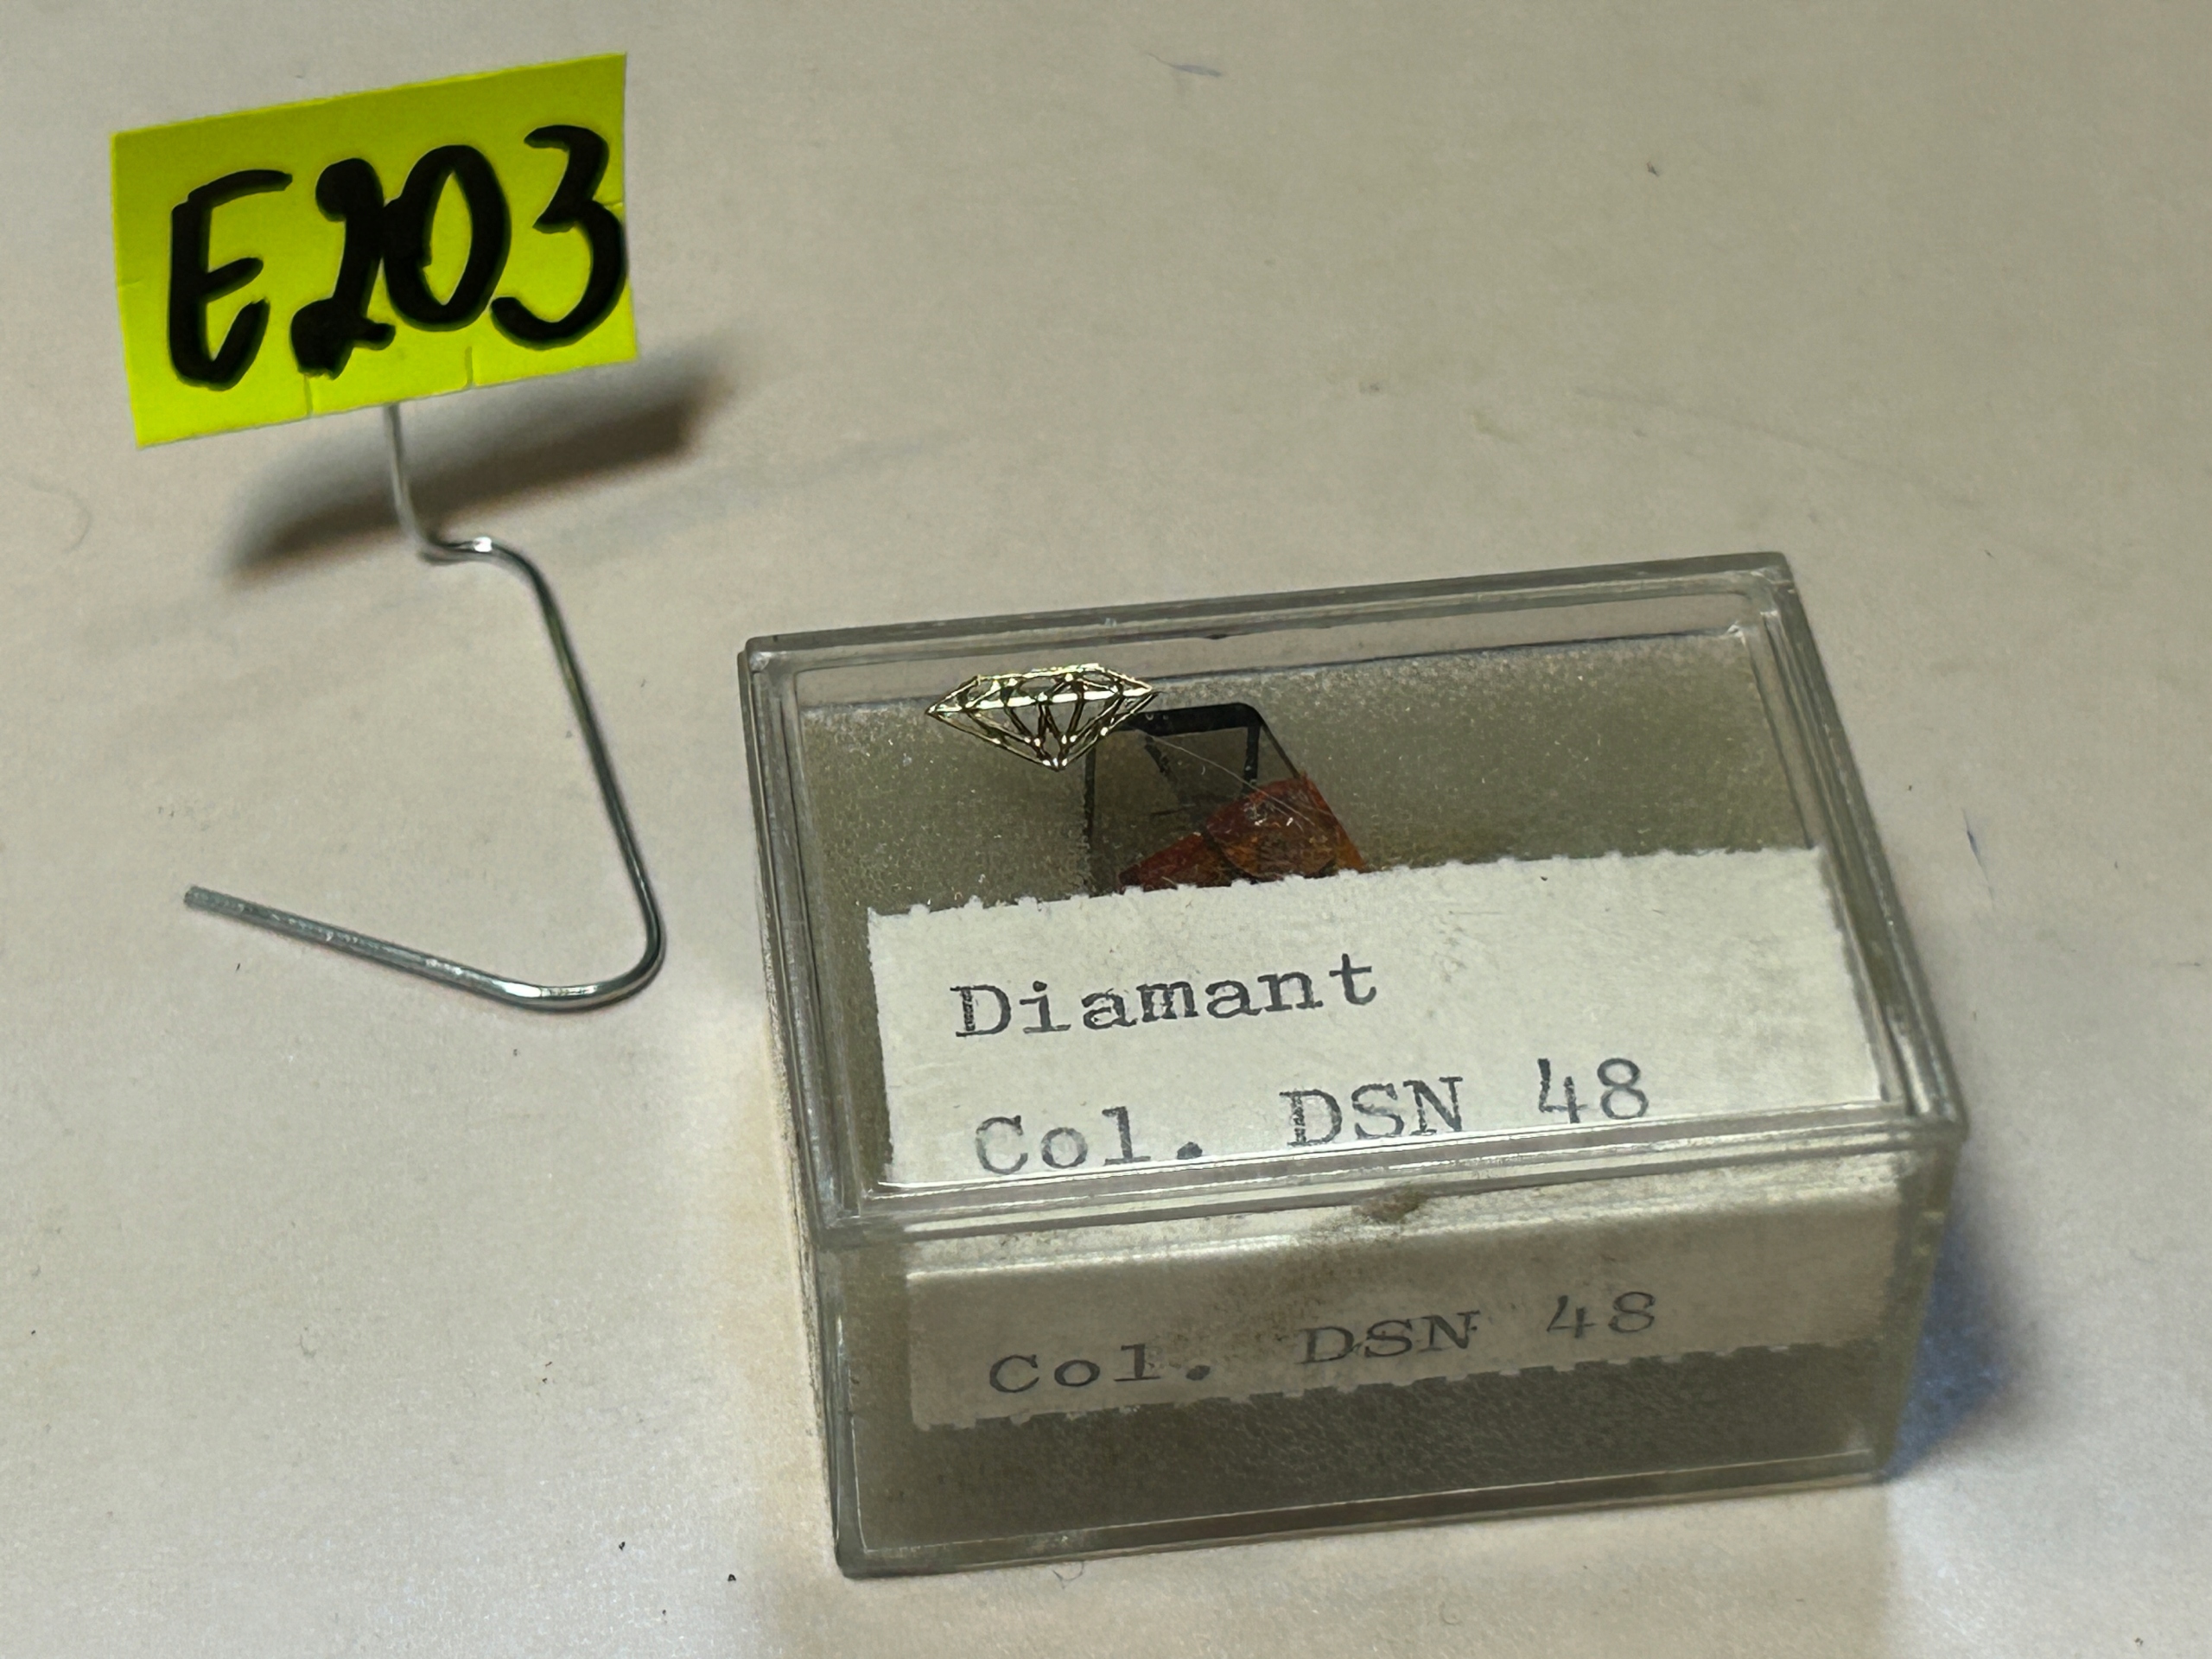 E203
Diamant
Col. DSN 48
Col. DSN 48